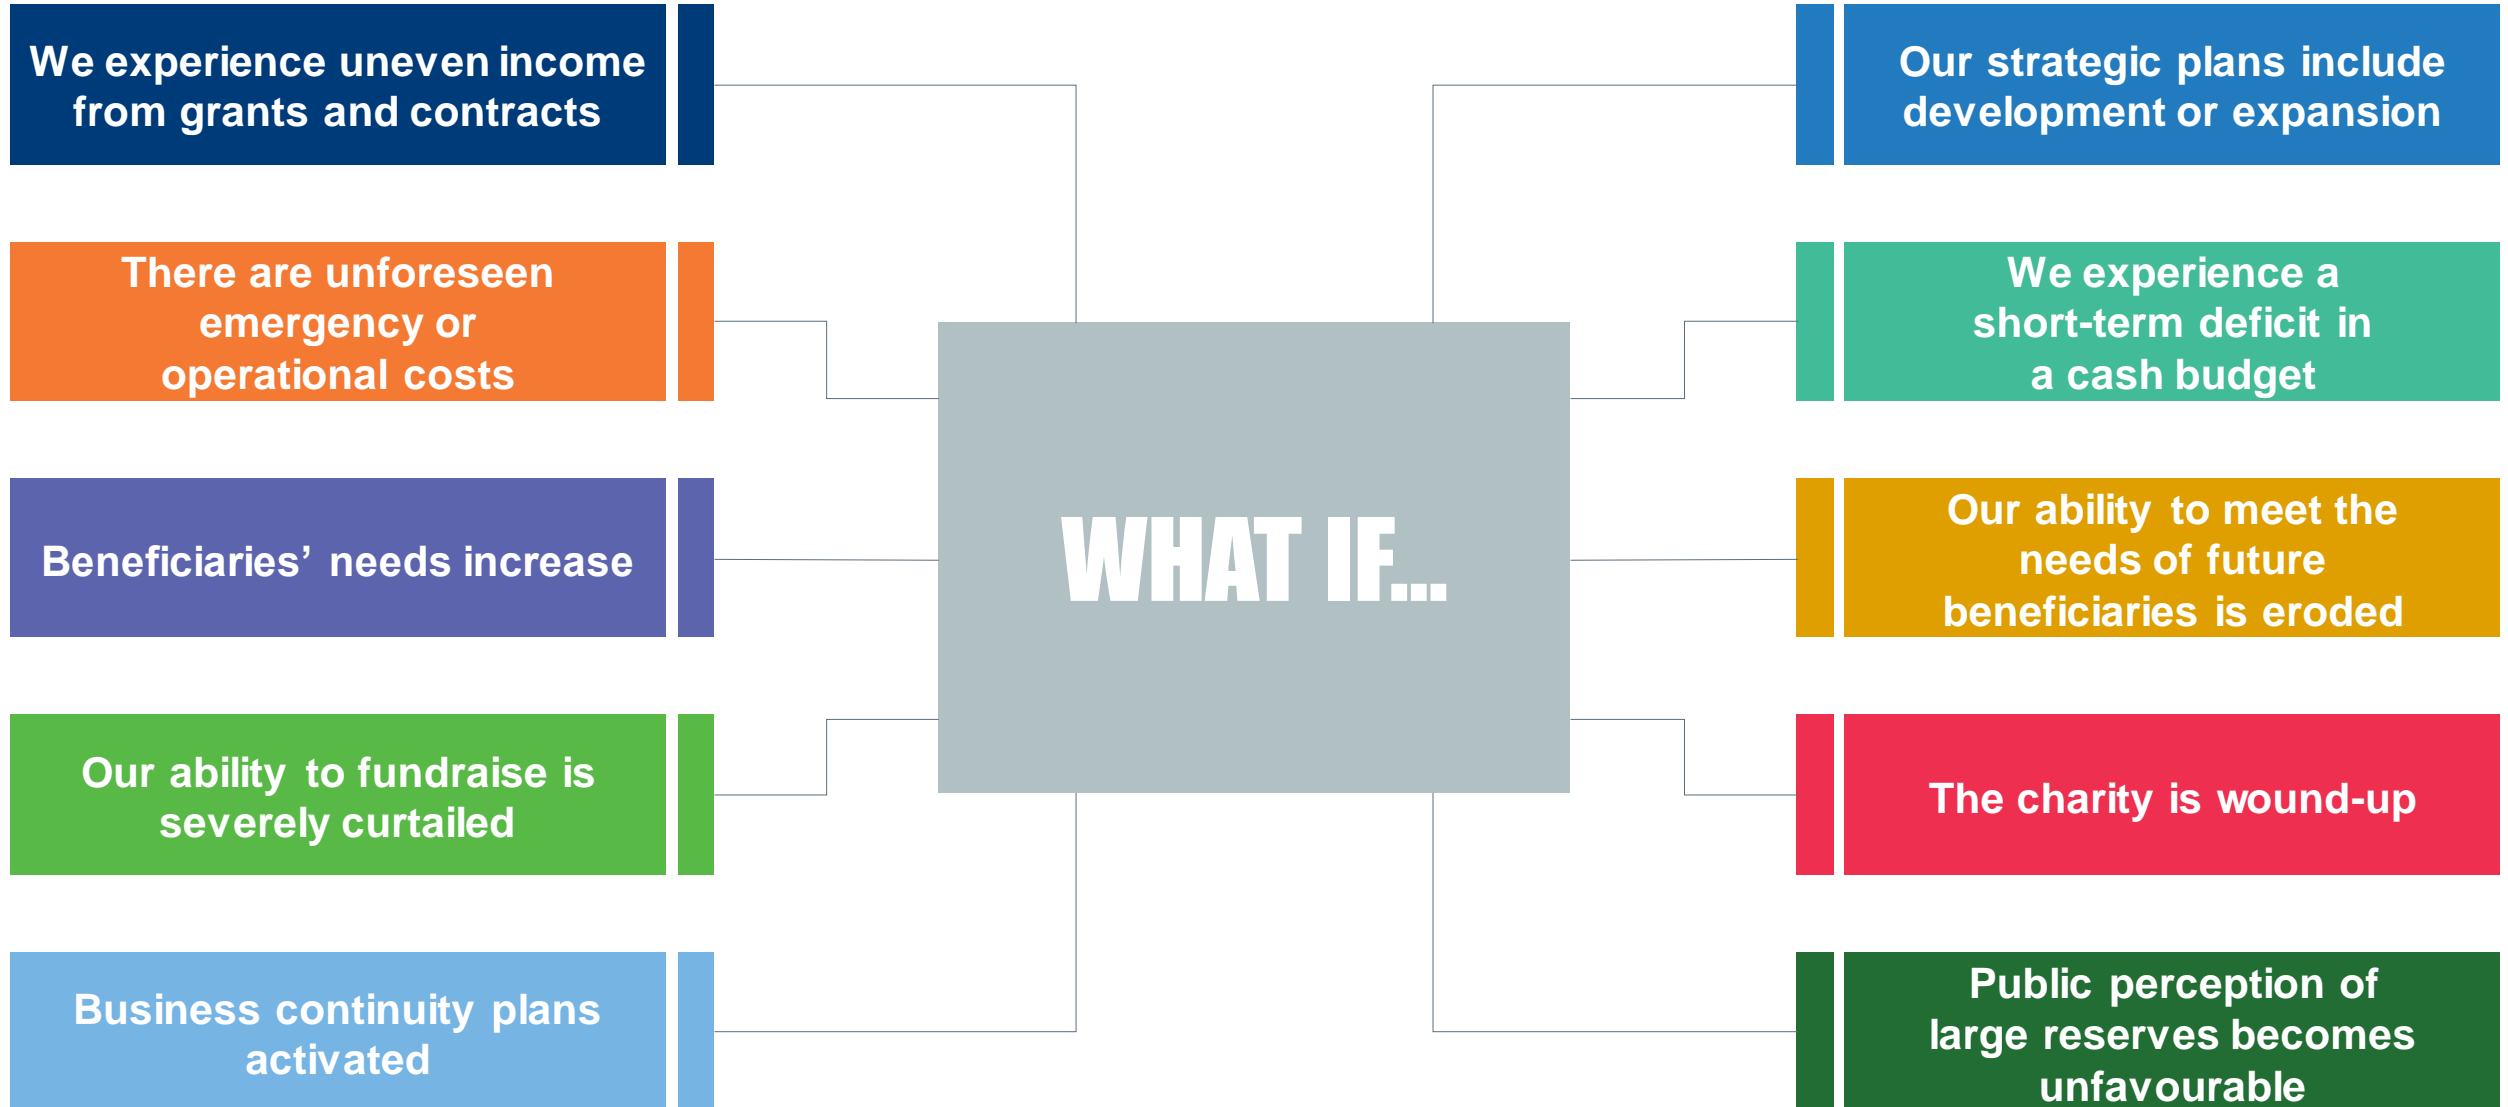 We experience uneven income
from grants and contracts
There are unforeseen
emergency or
operational costs
Beneficiaries’ needs increase
Our ability to fundraise is
severely curtailed
Business continuity plans
activated
WHAT IF...
Our strategic plans include
development or expansion
We experience a
short-term deficit in
a cash budget
Our ability to meet the
needs of future
beneficiaries is eroded
The charity is wound-up
Public perception of
large reserves becomes
unfavourable